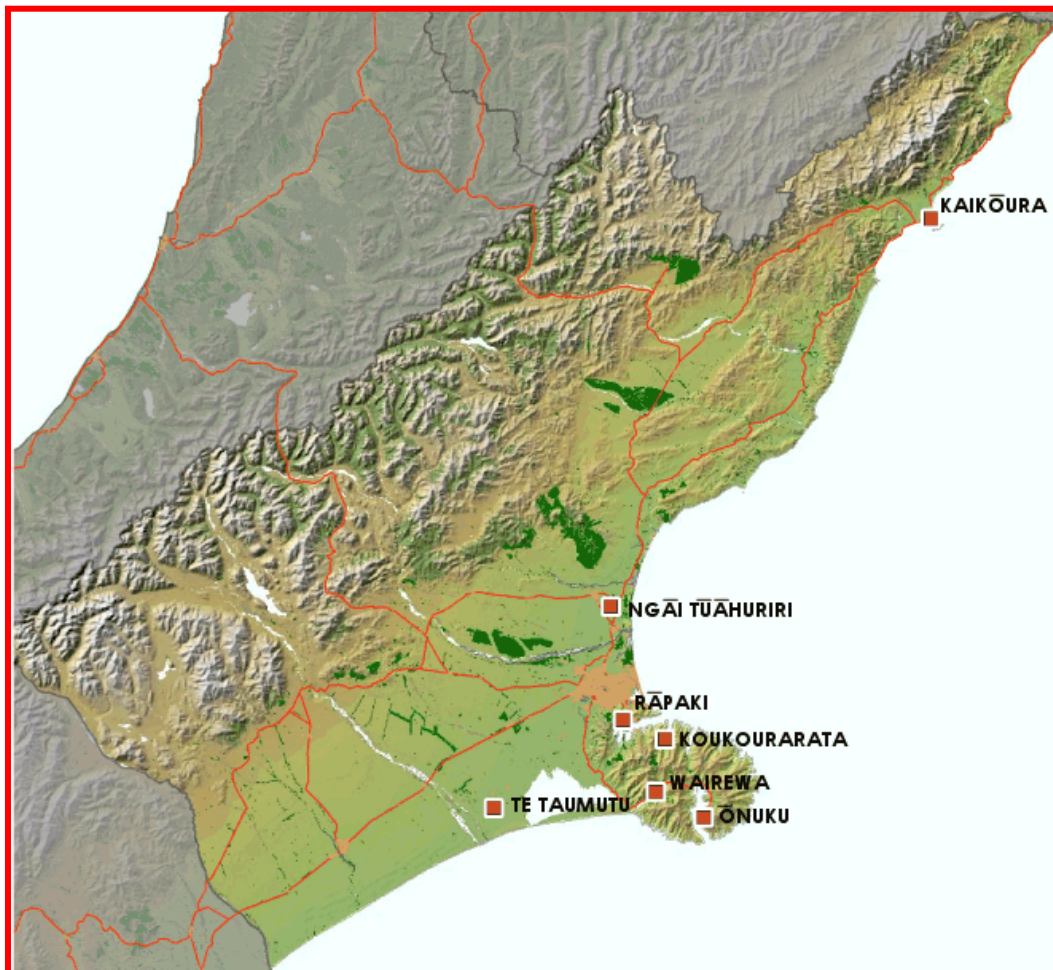 KAIKŌURA
NGĀI TŪĀHURIRI
RĀPAKI
KOUKOURARATA
WAIREWA
TE TAUMUTU
ŌNUKU